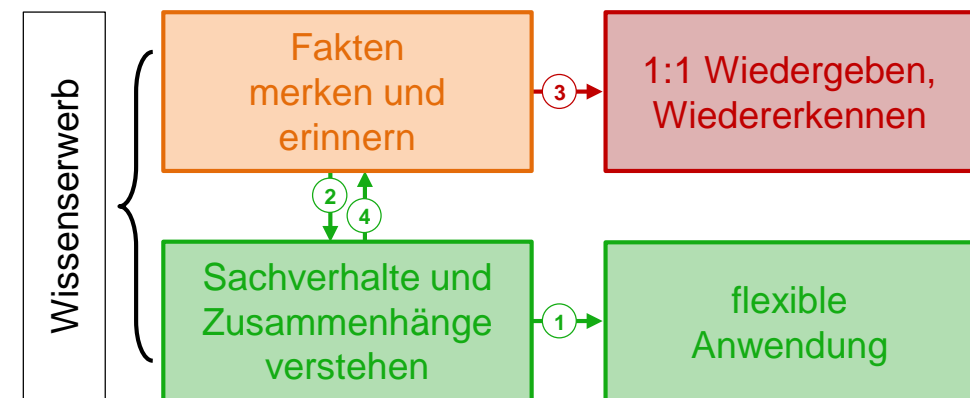 Wissenserwerb
Fakten
merken und
erinnern
3
1:1 Wiedergeben,
Wiedererkennen
2
4
Sachverhalte und
Zusammenhänge
verstehen
1
flexible
Anwendung